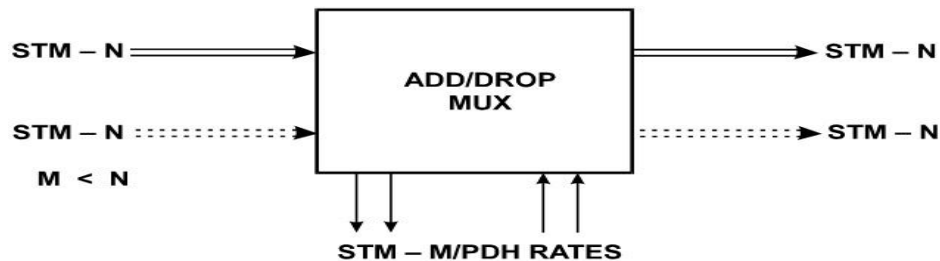 STM – N
STM – N
ADD/DROP
MUX
STM – N
STM – N
M < N
STM – M/PDH RATES